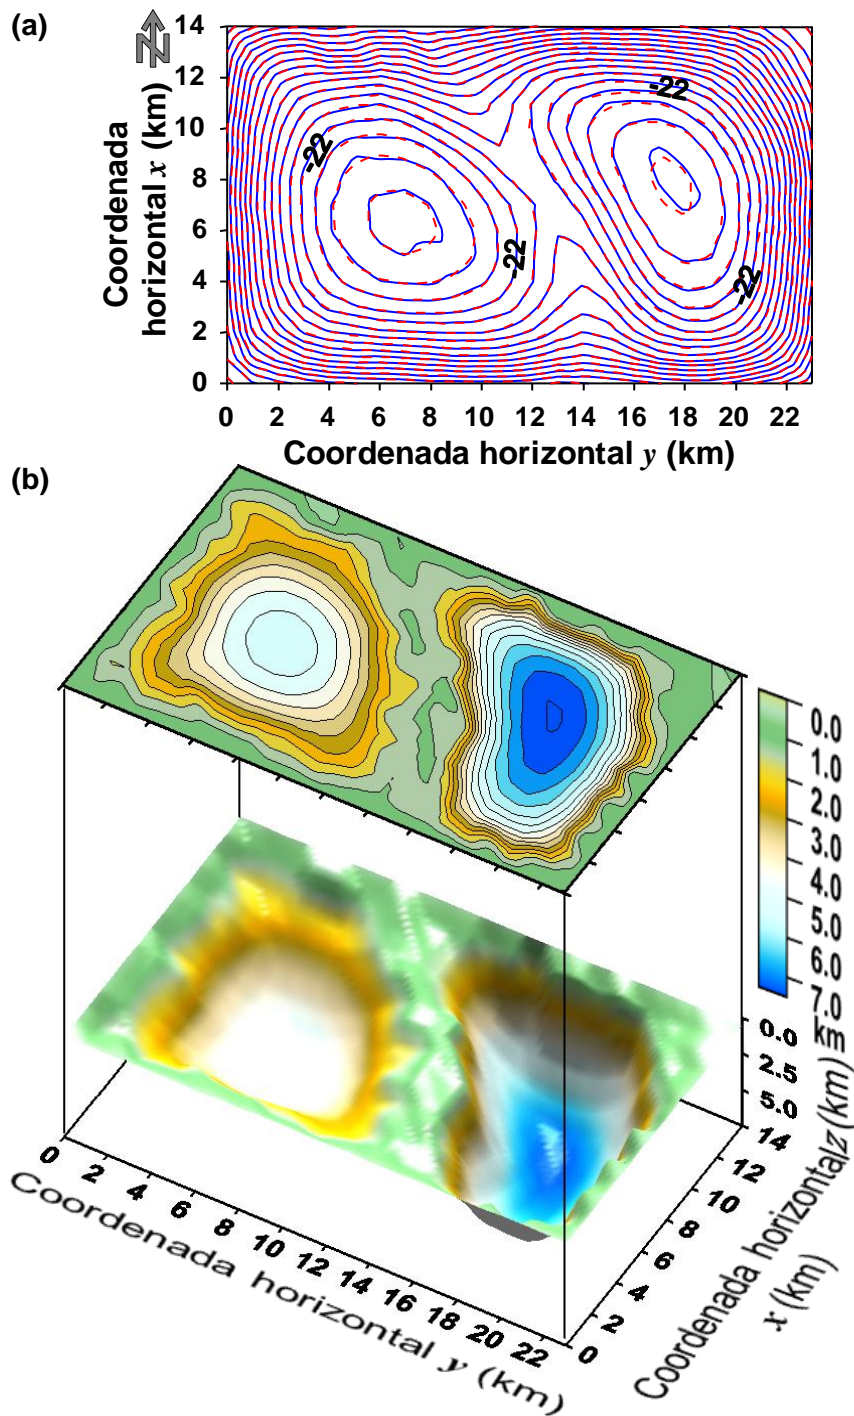 (a)
N
14
12
10
8
6
4
2
0
Coordenada
horizontal x (km)
-22
-22
-22
-22
0 2 4 6 8 10 12 14 16 18 20 22
Coordenada horizontal y (km)
(b)
0.0
1.0
2.0
3.0
4.0
5.0
6.0
7.0
km
0.0
2.5
5.0
z (km)
14
12
10
8
6
4
2
0
Coordenada horizontal
x (km)
0 2 4 6 8 10 12 14 16 18 20 22
Coordenada horizontal y (km)